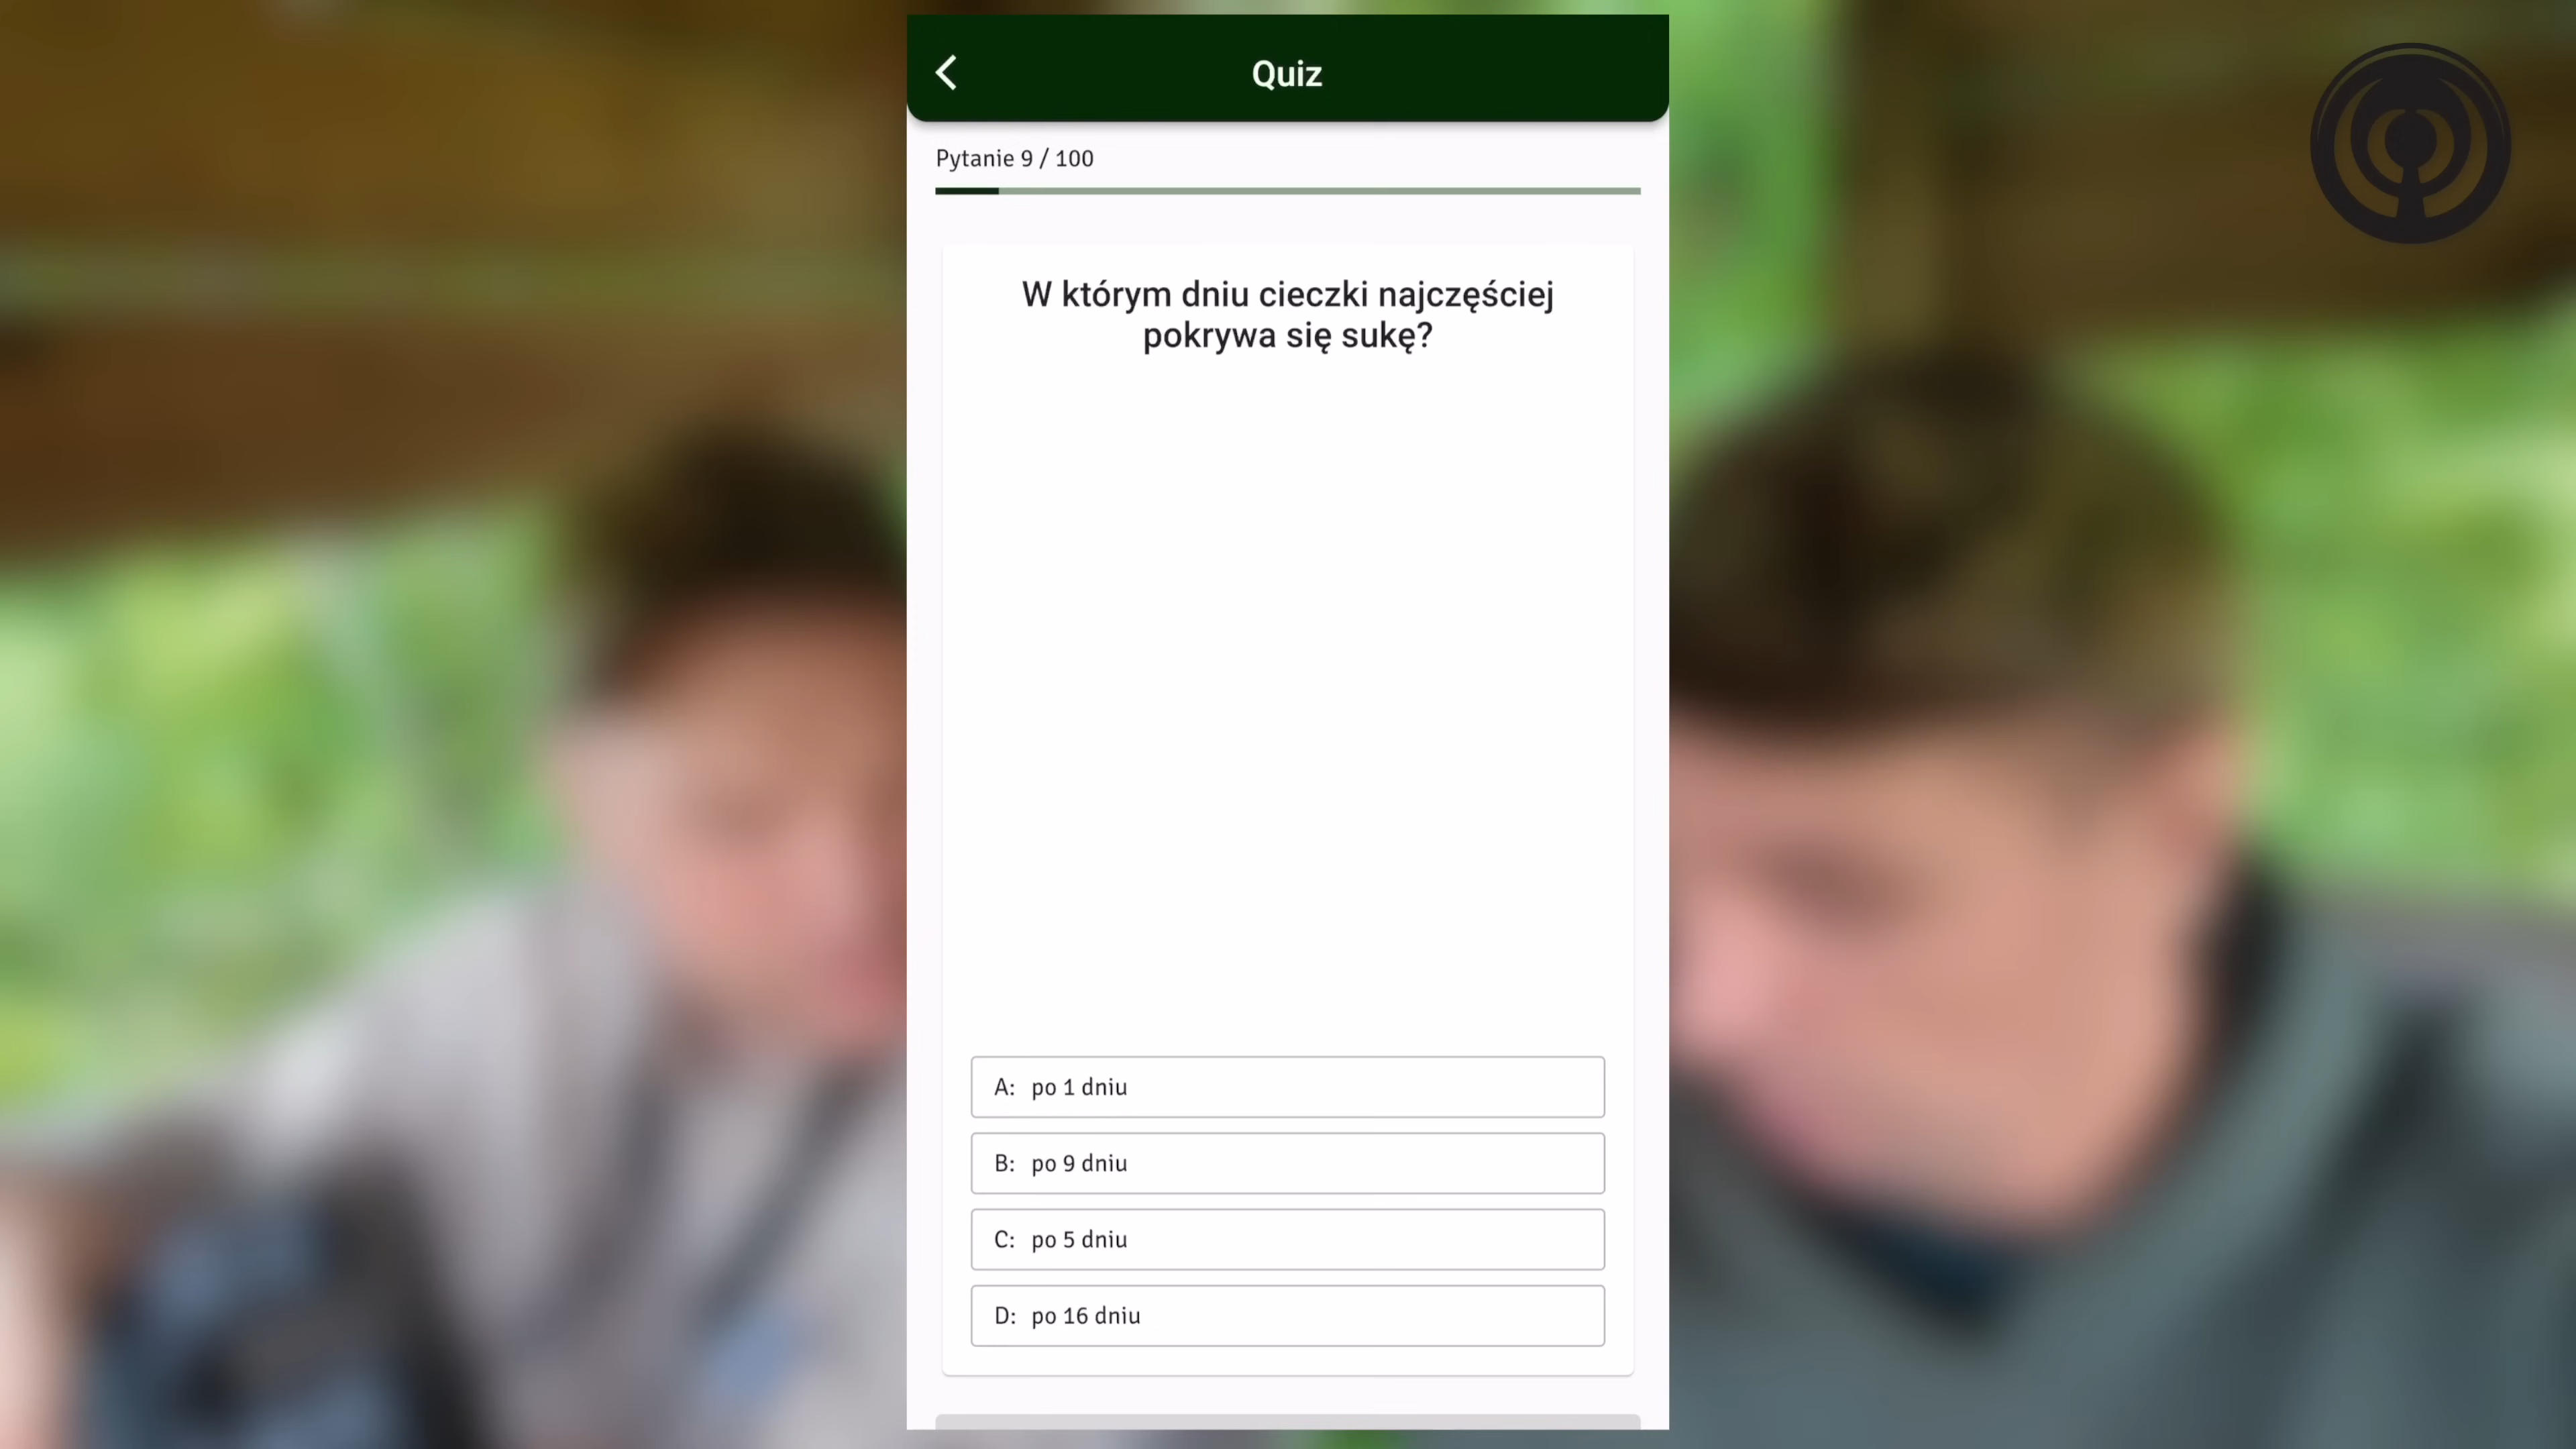 Quiz
Pytanie 9 / 100
W którym dniu cieczki najczęściej
pokrywa się sukę?
A: po 1 dniu
B: po 9 dniu
C: po 5 dniu
D: po 16 dniu